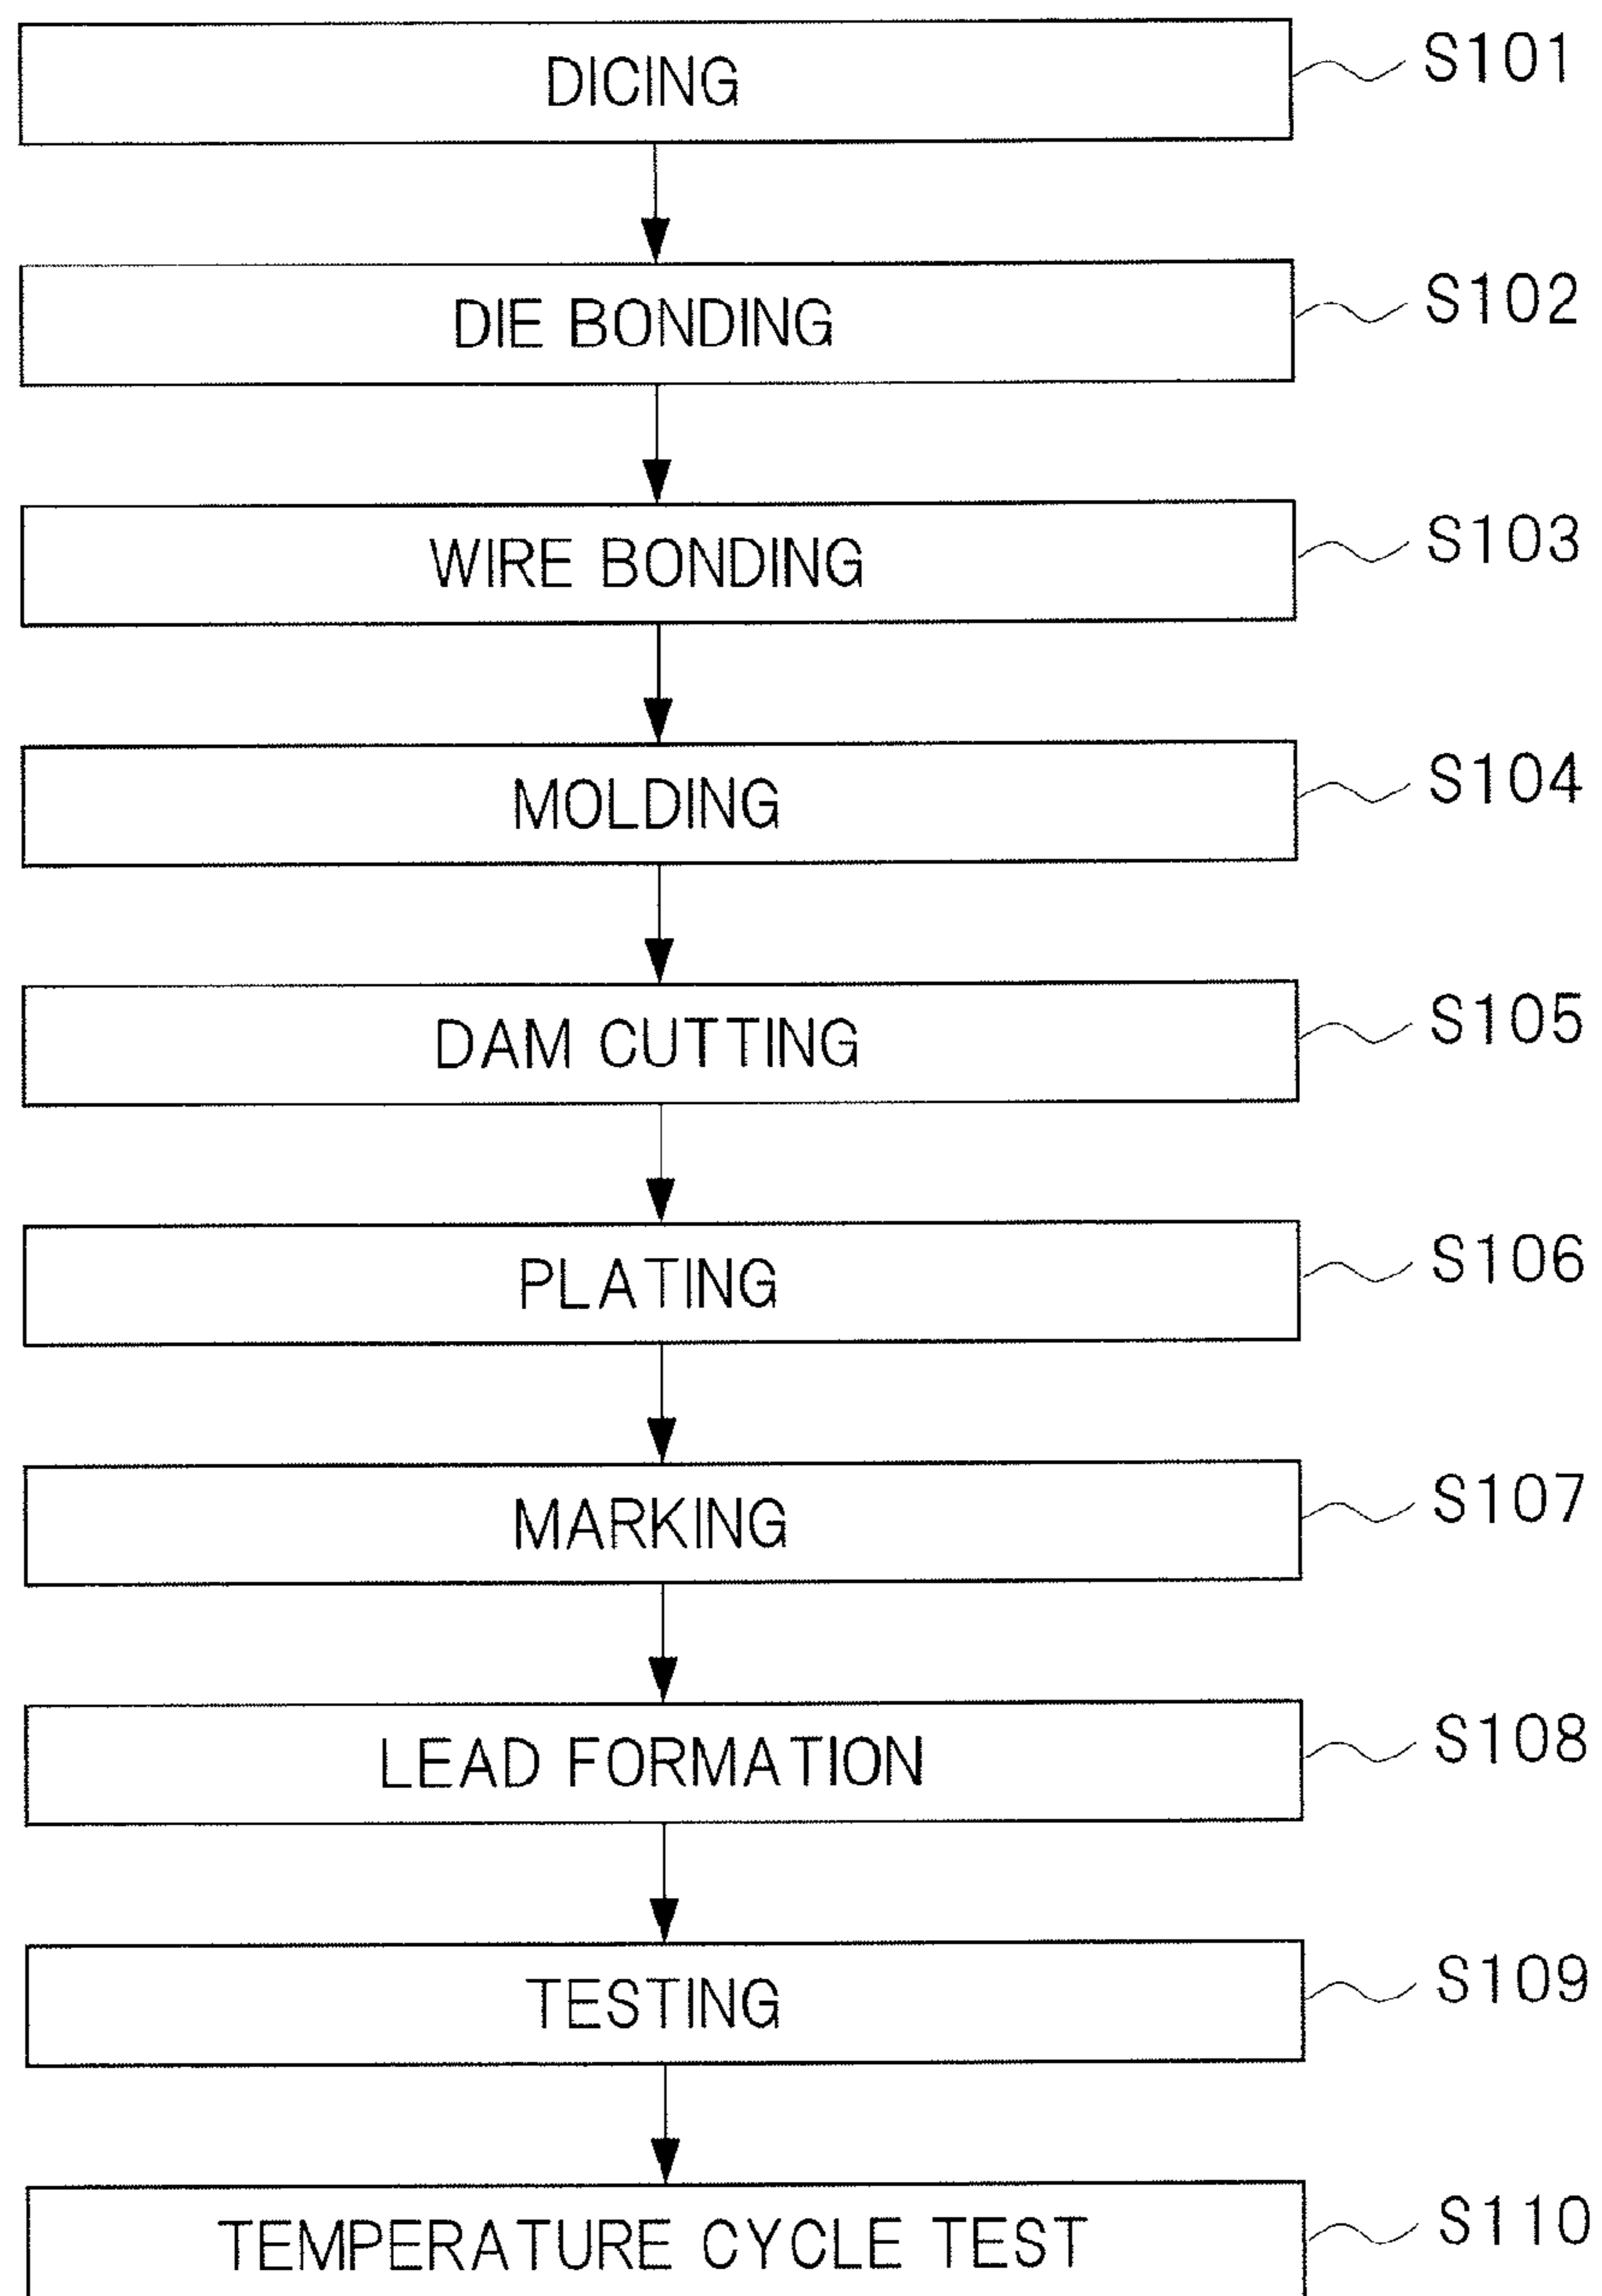 DICING S101
DIE BONDING S102
WIRE BONDING S103
MOLDING S104
DAM CUTTING S105
PLATING S106
MARKING S107
LEAD FORMATION S108
TESTING S109
TEMPERATURE CYCLE TEST S110